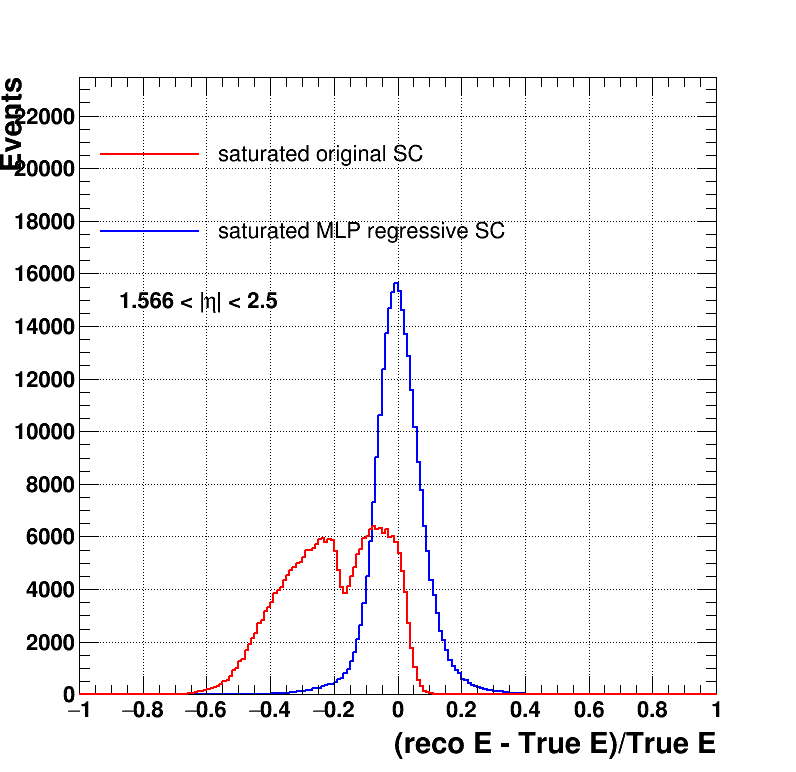 Events
22000
20000
18000
16000
14000
12000
10000
8000
6000
4000
2000
0
saturated original SC
saturated MLP regressive SC
1.566 < |η| < 2.5
−1 −0.8 −0.6 −0.4 −0.2 0 0.2 0.4 0.6 0.8 1
(reco E - True E)/True E